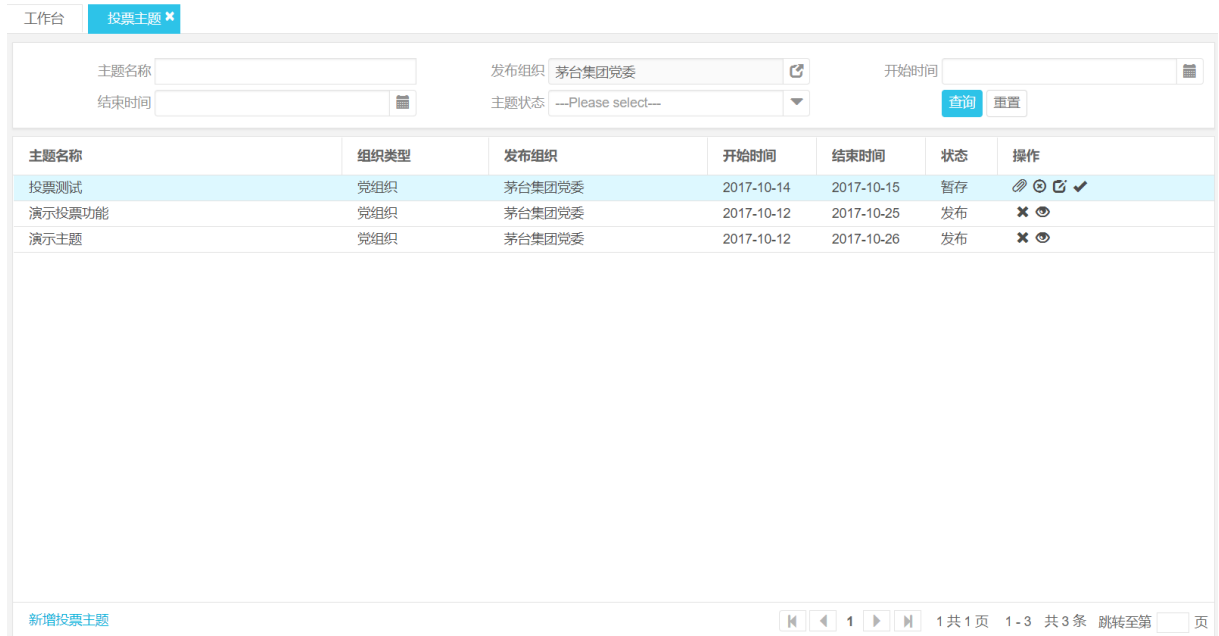 工作台 投票主题
主题名称 发布组织 茅台集团党委 开始时间
结束时间 主题状态 ---Please select--- 查询 重置
主题名称 组织类型 发布组织 开始时间 结束时间 状态 操作
投票测试 党组织 茅台集团党委 2017-10-14 2017-10-15 暂存
演示投票功能 党组织 茅台集团党委 2017-10-12 2017-10-25 发布
演示主题 党组织 茅台集团党委 2017-10-12 2017-10-26 发布
新增投票主题 1 1 共 1 页 1 - 3 共 3 条 跳转至第 页